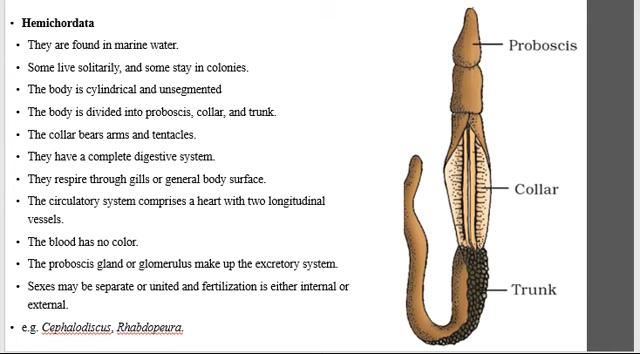 Hemichordata
They are found in marine water.
Some live solitarily, and some stay in colonies.
The body is cylindrical and unsegmented
The body is divided into proboscis, collar, and trunk.
The collar bears arms and tentacles.
They have a complete digestive system.
They respire through gills or general body surface.
The circulatory system comprises a heart with two longitudinal
vessels.
The blood has no color.
The proboscis gland or glomerulus make up the excretory system.
Sexes may be separate or united and fertilization is either internal or
external.
e.g. Cephalodiscus, Rhabdopeura.
Proboscis
Collar
Trunk